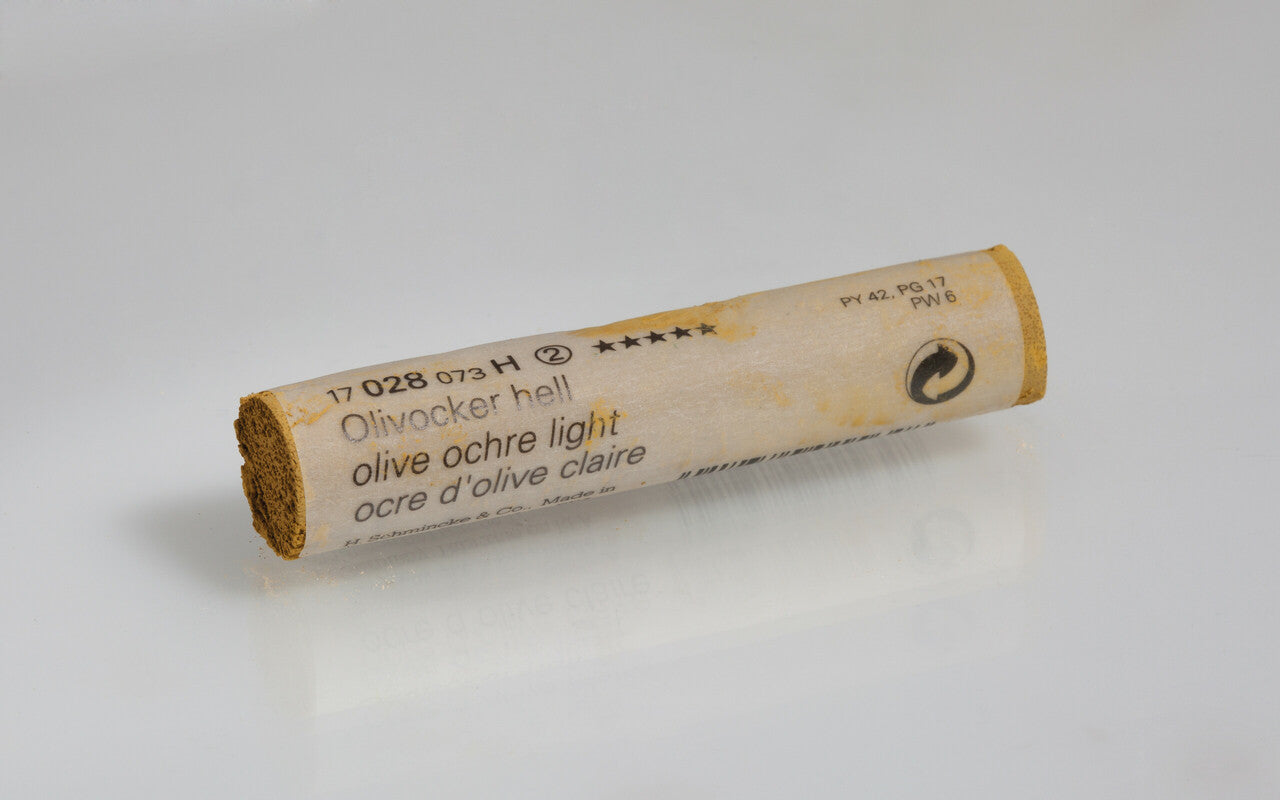 17 028 073 H ② ★★★★★
Olivocker hell
olive ochre light
ocre d'olive claire
H. Schmincke & Co., Made in
PY 42, PG 17
PW 6